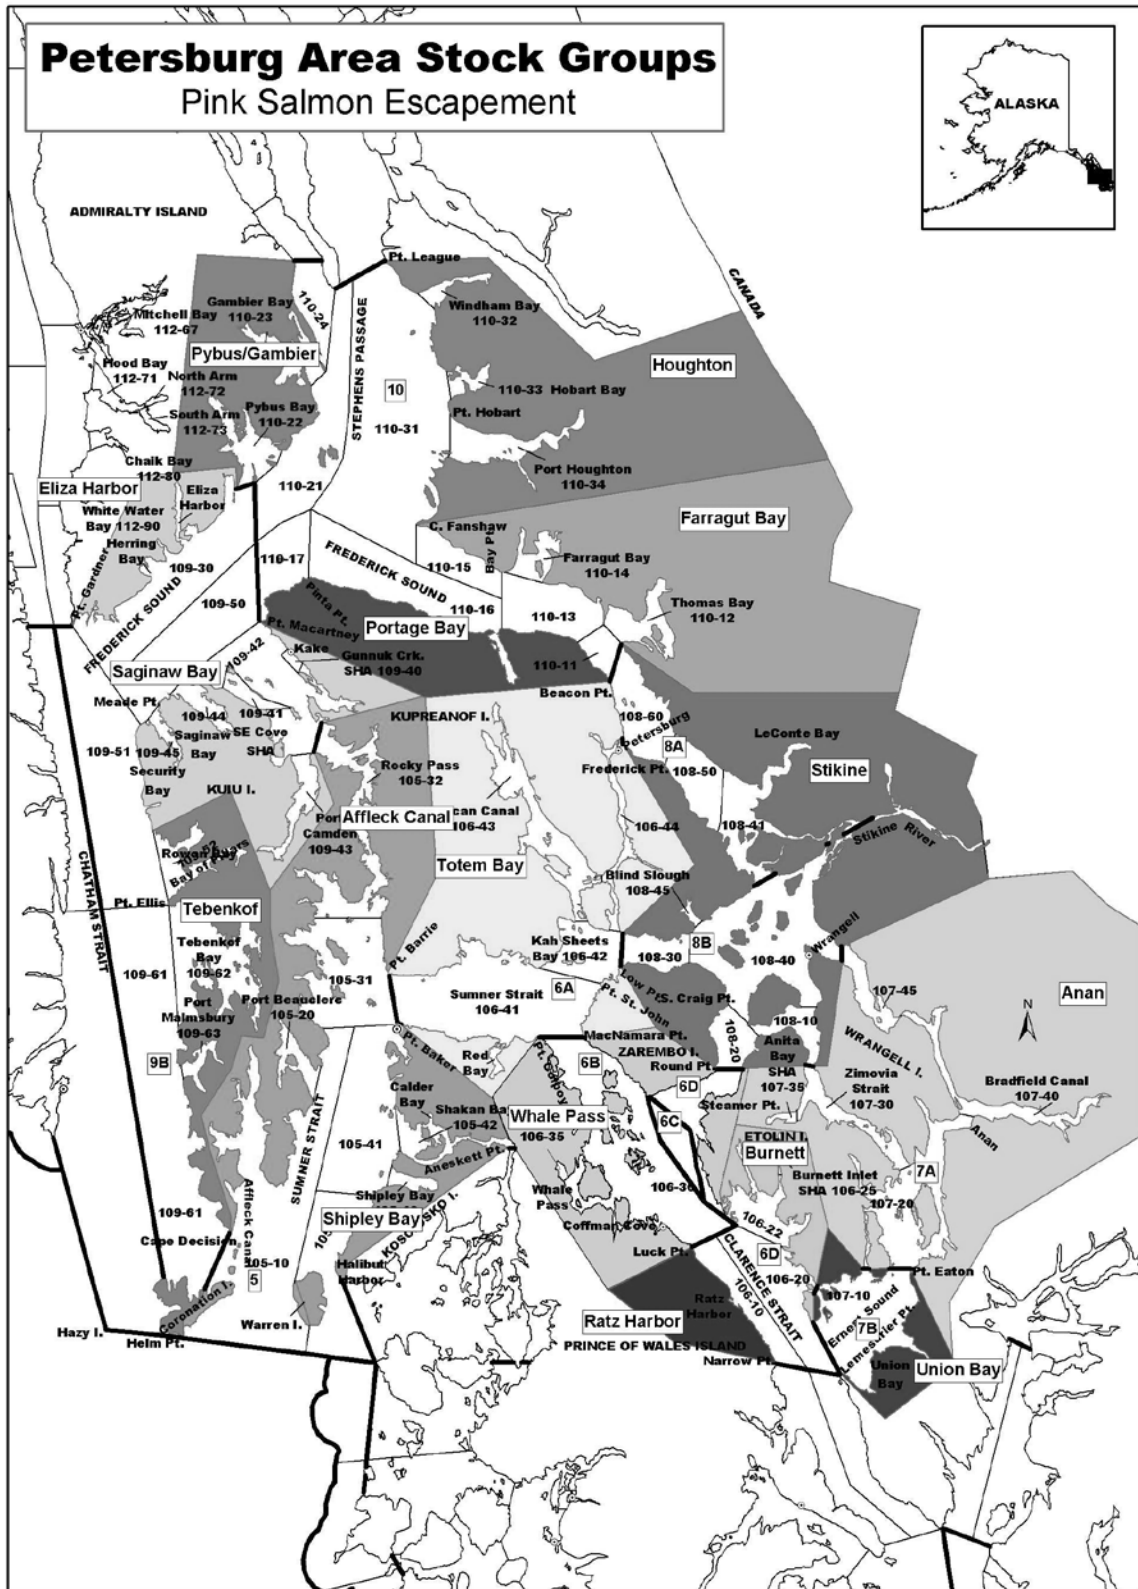 Petersburg Area Stock Groups
Pink Salmon Escapement
ALASKA
ADMIRALTY ISLAND
CANADA
Pt. League
Gambier Bay
110-23
110-24
Windham Bay
110-32
Mitchell Bay
112-67
Pybus/Gambier
STEPHENS PASSAGE
Houghton
Hood Bay
112-71
North Arm
112-72
10
110-33 Hobart Bay
South Arm
112-73
Pybus Bay
110-22
Pt. Hobart
110-31
Chaik Bay
112-80
Port Houghton
110-34
Eliza Harbor
Eliza
Harbor
110-21
White Water
Bay 112-90
Farragut Bay
C. Fanshaw
Bay Pt.
Herring
Bay
109-30
110-17
FREDERICK SOUND
110-15
Farragut Bay
110-14
Pt. Gardner
FREDERICK SOUND
109-50
Pinta Pt.
110-16
110-13
Thomas Bay
110-12
Pt. Macartney
Portage Bay
109-42
Kake
Gunnuk Crk.
SHA 109-40
110-11
Saginaw Bay
Beacon Pt.
Meade Pt.
109-44
109-41
KUPREANOF I.
108-60
Petersburg
109-51
109-45
Saginaw
Bay
SE Cove
SHA
8A
LeConte Bay
Security
Bay
Rocky Pass
105-32
Frederick Pt.
108-50
Stikine
KUIU I.
Affleck Canal
Port
Camden
109-43
can Canal
106-43
106-44
108-41
Stikine River
Rowan Bay
Bay of Pillars
Totem Bay
Blind Slough
108-45
CHATHAM STRAIT
Pt. Ellis
Tebenkof
Tebenkof
Bay
109-62
Pt. Barrie
Kah Sheets
Bay 106-42
8B
Wrangell
109-61
105-31
108-30
108-40
Port
Malmsbury
109-63
Port Beauclerc
105-20
Sumner Strait
106-41
6A
Low Pt.
Pt. St. John
S. Craig Pt.
107-45
Anan
N
9B
Pt. Baker
Red
Bay
MacNamara Pt.
108-20
108-10
WRANGELL I.
Pt. Colpoy
6B
ZAREMBO I.
Round Pt.
Anita
Bay
SHA
107-35
Zimovia
Strait
107-30
Bradfield Canal
107-40
Calder
Bay
Shakan Ba
105-42
Whale Pass
106-35
6D
6C
Steamer Pt.
Anan
SUMNER STRAIT
105-41
Aneskett Pt.
ETOLIN I.
Burnett
Burnett Inlet
SHA 106-25
7A
107-20
Shipley Bay
Shipley Bay
KOSCIUSKO I.
Whale
Pass
106-30
109-61
Affleck Canal
Coffman Cove
106-22
Cape Decision
105-10
5
Halibut
Harbor
Luck Pt.
CLARENCE STRAIT
6D
106-20
Pt. Eaton
Coronation I.
Warren I.
Ratz Harbor
Ratz
Harbor
106-10
107-10
Ernest Sound
7B
Lemesurier Pt.
Hazy I.
Helm Pt.
PRINCE OF WALES ISLAND
Narrow Pt.
Union
Bay
Union Bay